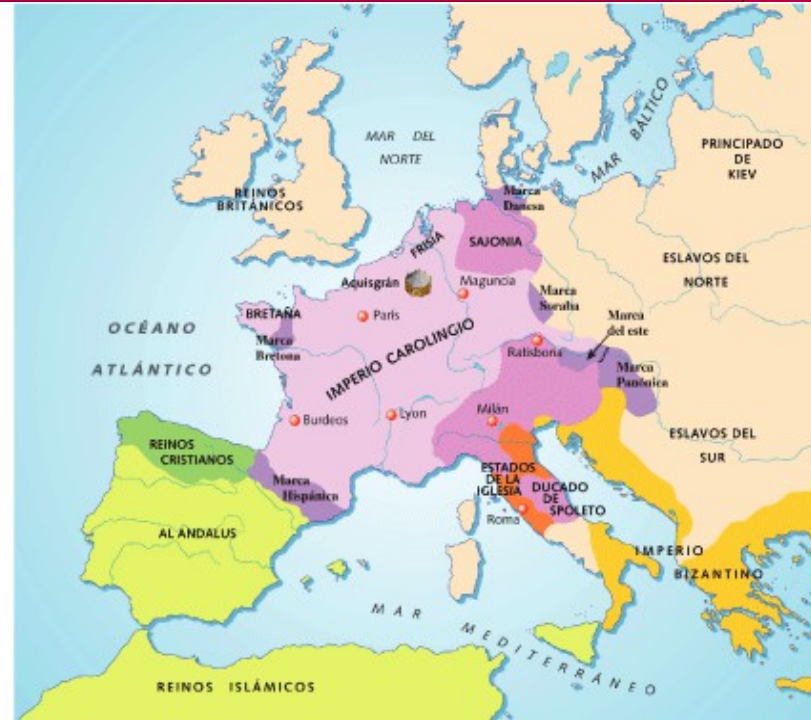 MAR DEL
NORTE
MAR BÁLTICO
PRINCIPADO
DE
KIEV
REINOS
BRITÁNICOS
Marca
Danesa
FRISIA
SAJONIA
ESLAVOS DEL
NORTE
Aquisgrán
Maguncia
Marca
Soraba
BRETAÑA
París
Marca
del este
OCÉANO
ATLÁNTICO
Marca
Bretona
IMPERIO CAROLINGIO
Ratisbona
Marca
Panónica
Burdeos
Lyon
Milán
ESLAVOS DEL
SUR
REINOS
CRISTIANOS
Marca
Hispánica
ESTADOS
DE LA
IGLESIA
DUCADO
DE
SPOLETO
Roma
AL ANDALUS
IMPERIO
BIZANTINO
MAR MEDITERRÁNEO
REINOS ISLÁMICOS